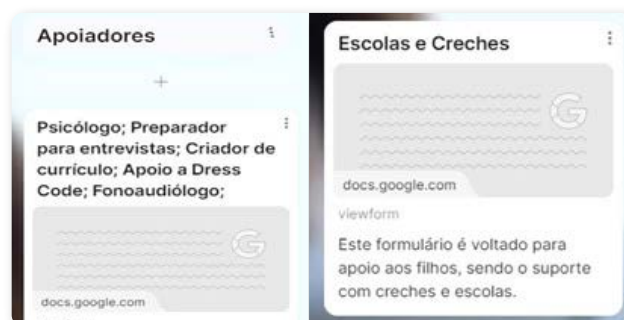 Apoiadores
Psicólogo; Preparador
para entrevistas; Criador de
currículo; Apoio a Dress
Code; Fonoaudiólogo;
docs.google.com
Escolas e Creches
docs.google.com
viewform
Este formulário é voltado para
apoio aos filhos, sendo o suporte
com creches e escolas.